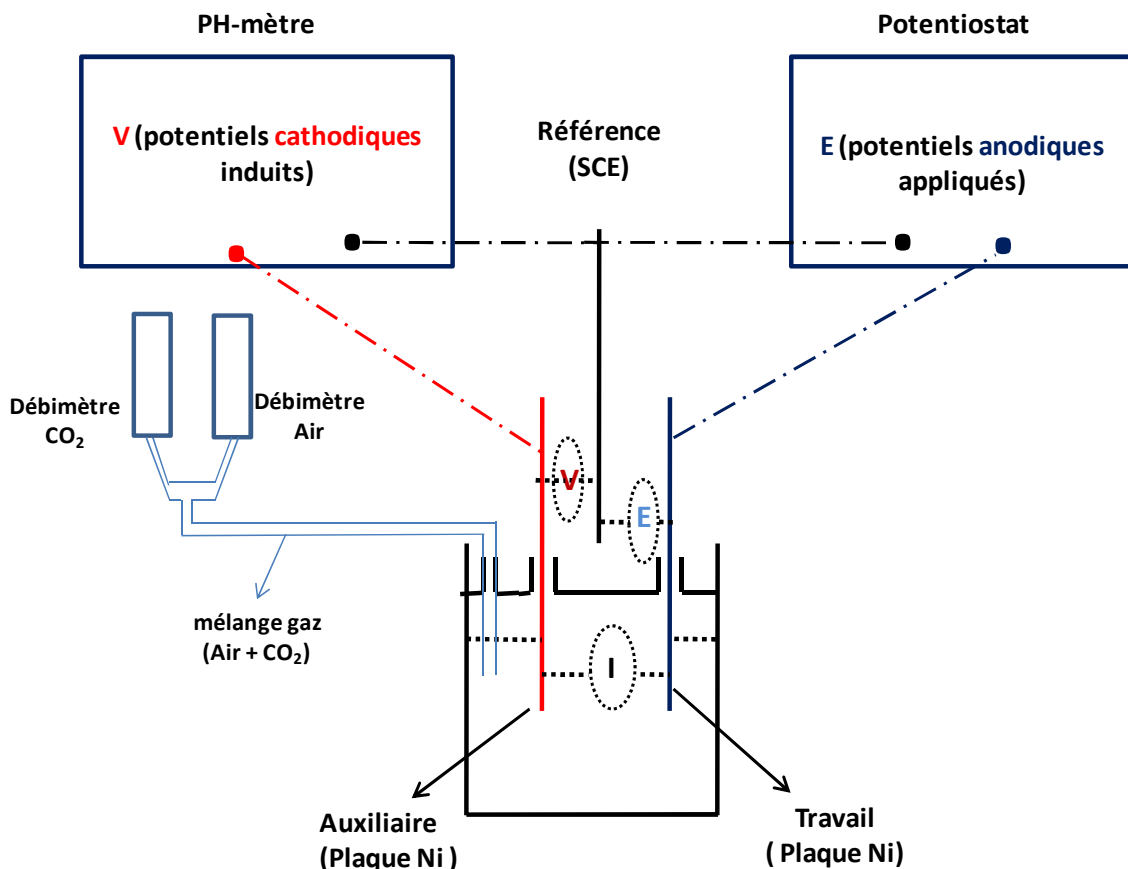 PH-mètre
Potentiostat
V (potentiels cathodiques
induits)
Référence
(SCE)
E (potentiels anodiques
appliqués)
Débimètre
CO₂
Débimètre
Air
V
E
mélange gaz
(Air + CO₂)
I
Auxiliaire
(Plaque Ni )
Travail
( Plaque Ni)